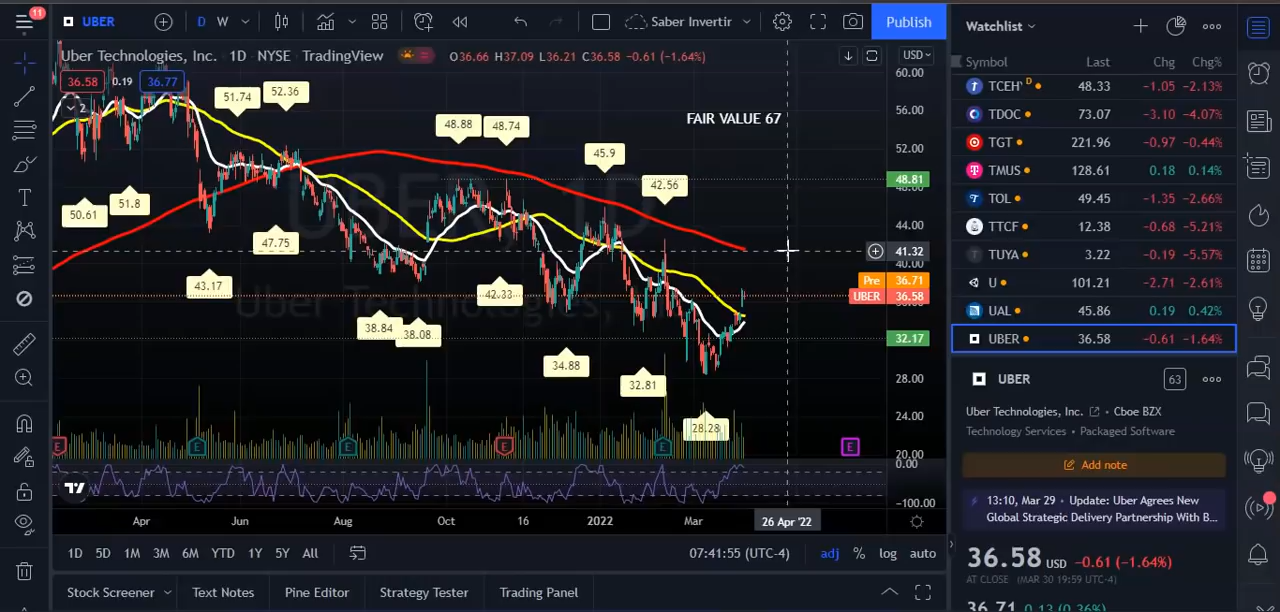 11
UBER
D W
Saber Invertir
Publish
Uber Technologies, Inc. · 1D · NYSE · TradingView
O36.66 H37.09 L36.21 C36.58 −0.61 (−1.64%)
USD
36.58 0.19 36.77
2
FAIR VALUE 67
51.74
52.36
48.88
48.74
45.9
42.56
50.61
51.8
47.75
43.17
42.33
38.84
38.08
34.88
32.81
28.28
UBER, 1D
Uber Technologies,
60.00
56.00
52.00
48.81
48.00
44.00
41.32
40.00
Pre 36.71
UBER 36.58
32.17
28.00
24.00
20.00
0.00
−100.00
E E E E E E
Apr Jun Aug Oct 16 2022 Mar 26 Apr '22
1D 5D 1M 3M 6M YTD 1Y 5Y All
07:41:55 (UTC-4) adj % log auto
Stock Screener Text Notes Pine Editor Strategy Tester Trading Panel
Watchlist
Symbol Last Chg Chg%
TCEHY D 48.33 −1.05 −2.13%
TDOC 73.07 −3.10 −4.07%
TGT 221.96 −0.97 −0.44%
TMUS 128.61 0.18 0.14%
TOL 49.45 −1.35 −2.66%
TTCF 12.38 −0.68 −5.21%
TUYA 3.22 −0.19 −5.57%
U 101.21 −2.71 −2.61%
UAL 45.86 0.19 0.42%
UBER 36.58 −0.61 −1.64%
UBER 63
Uber Technologies, Inc. · Cboe BZX
Technology Services · Packaged Software
Add note
13:10, Mar 29 · Update: Uber Agrees New
Global Strategic Delivery Partnership With B...
36.58 USD −0.61 (−1.64%)
AT CLOSE (MAR 30 19:59 UTC-4)
36.71 0.13 (0.36%)